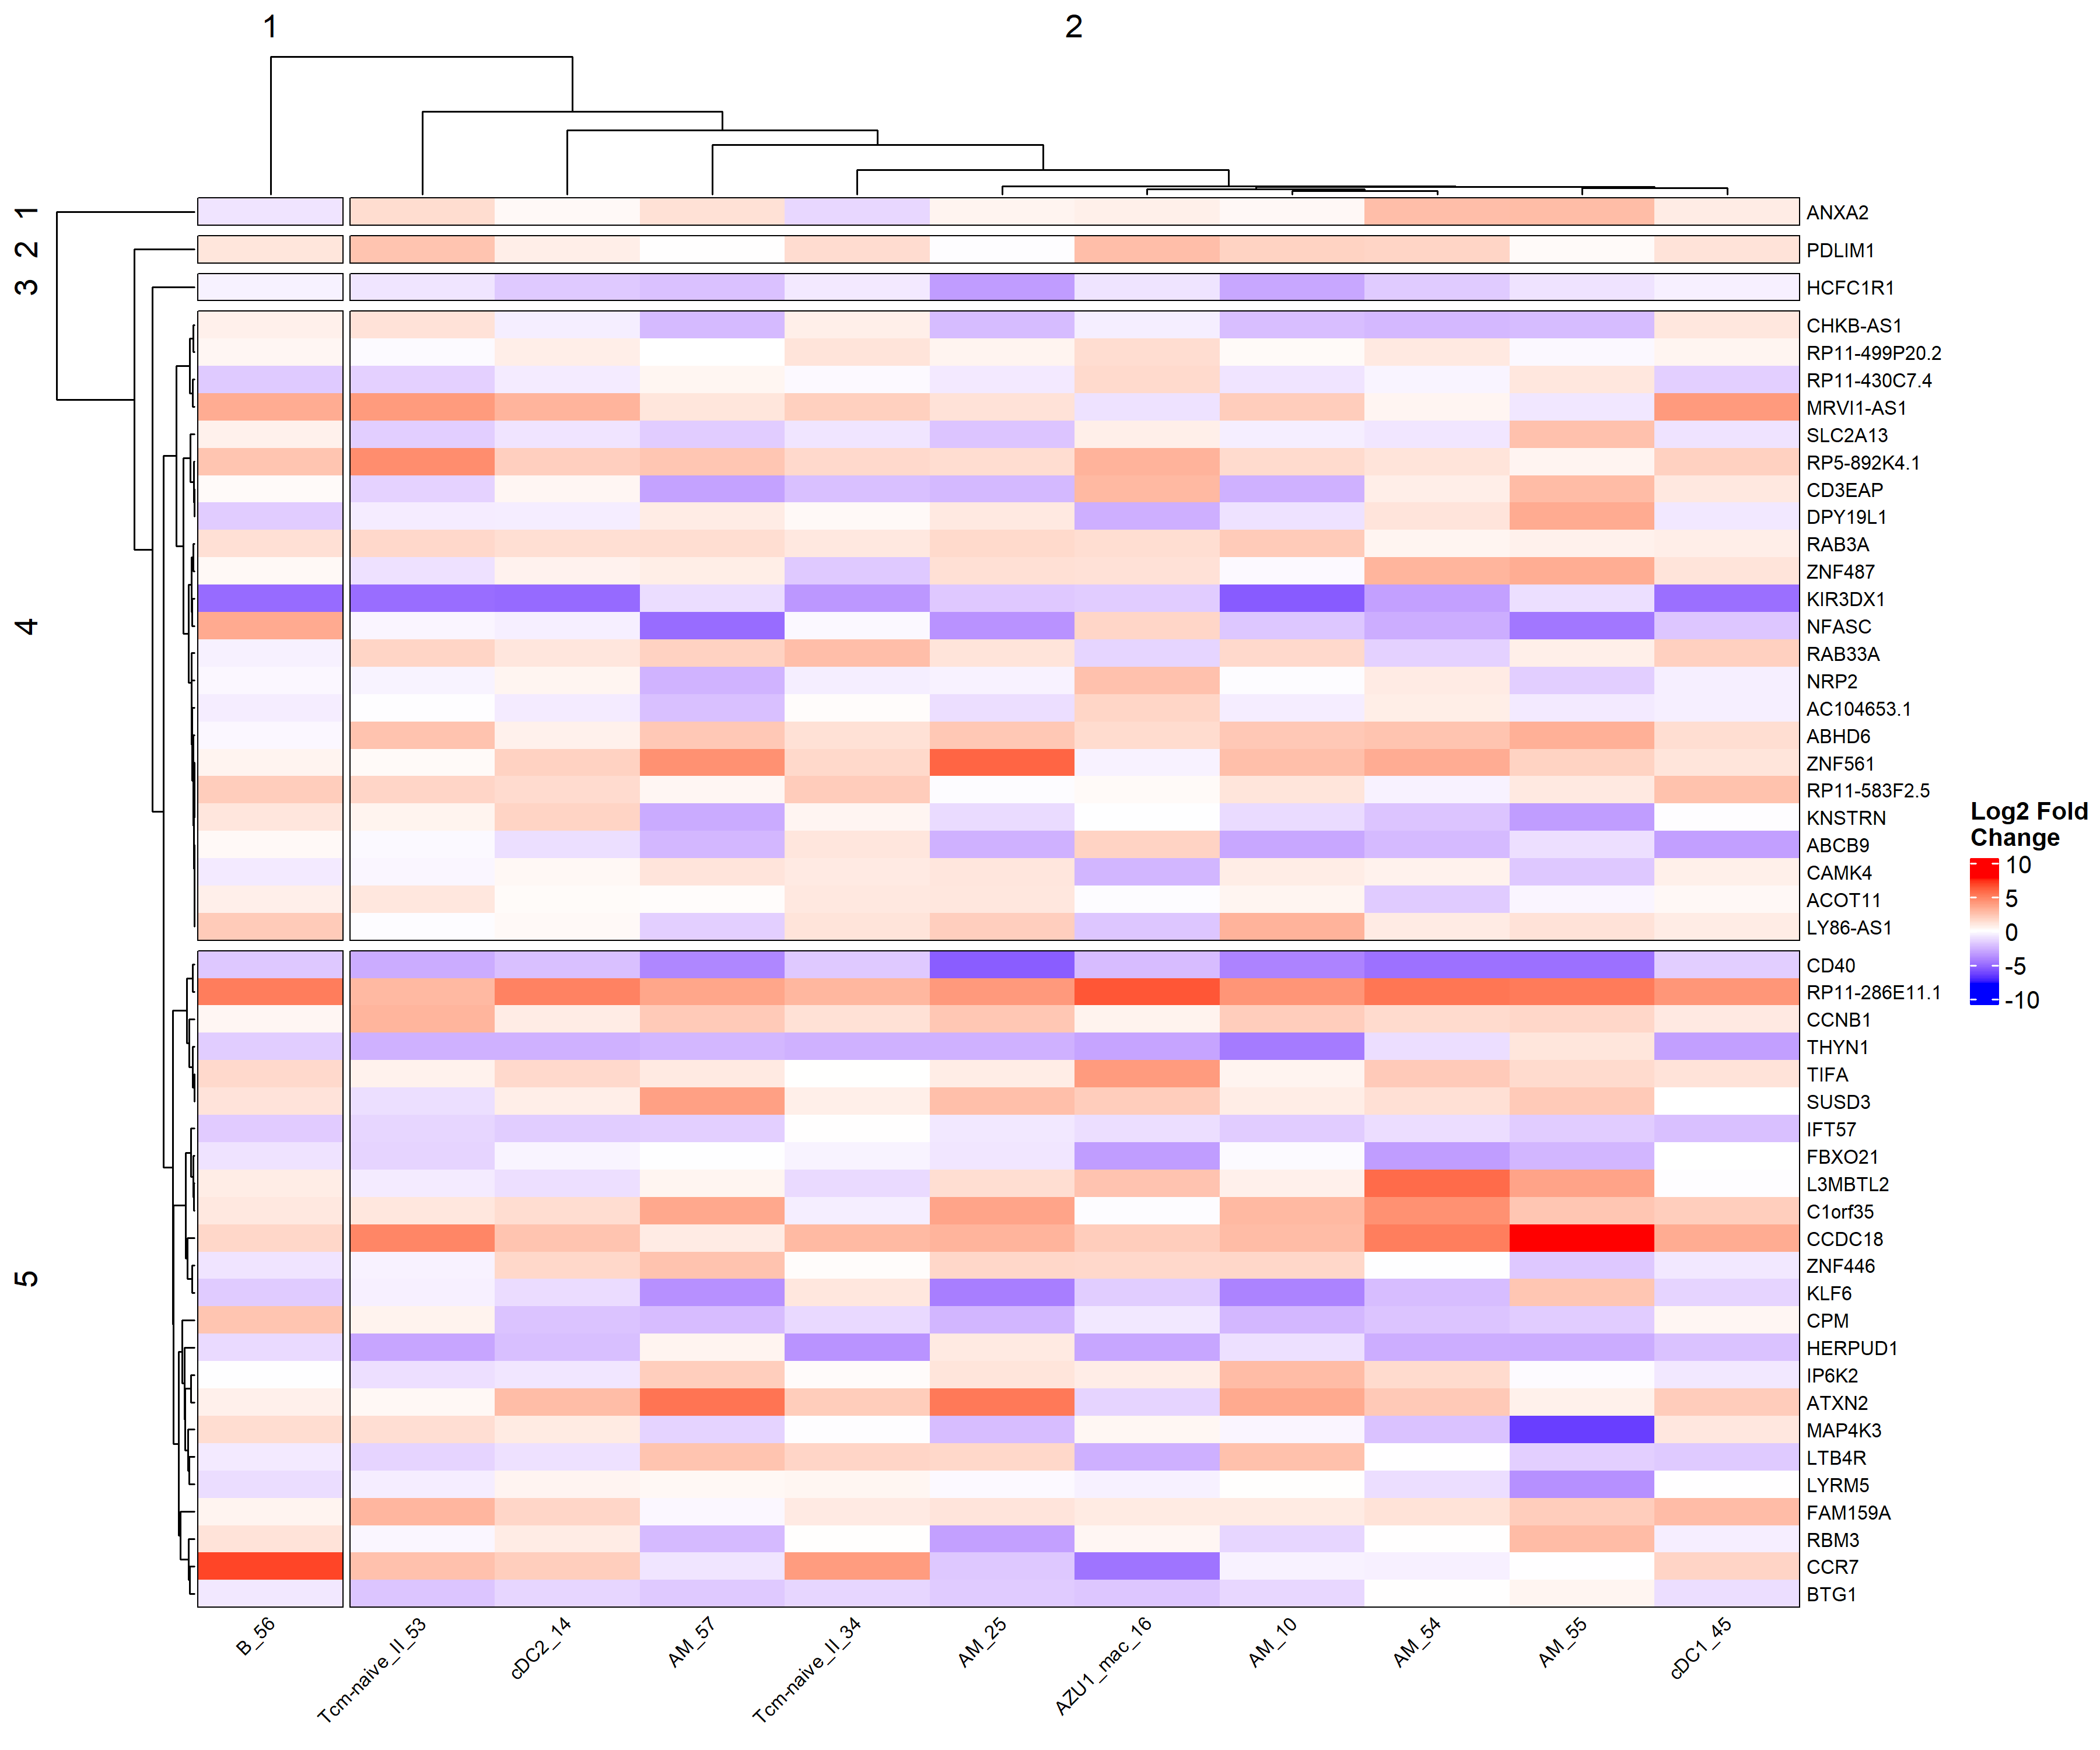 1
2
1
ANXA2
2
PDLIM1
3
HCFC1R1
4
CHKB-AS1
RP11-499P20.2
RP11-430C7.4
MRVI1-AS1
SLC2A13
RP5-892K4.1
CD3EAP
DPY19L1
RAB3A
ZNF487
KIR3DX1
NFASC
RAB33A
NRP2
AC104653.1
ABHD6
ZNF561
RP11-583F2.5
KNSTRN
ABCB9
CAMK4
ACOT11
LY86-AS1
5
CD40
RP11-286E11.1
CCNB1
THYN1
TIFA
SUSD3
IFT57
FBXO21
L3MBTL2
C1orf35
CCDC18
ZNF446
KLF6
CPM
HERPUD1
IP6K2
ATXN2
MAP4K3
LTB4R
LYRM5
FAM159A
RBM3
CCR7
BTG1
B_56
Tcm-naive_II_53
cDC2_14
AM_57
Tcm-naive_II_34
AM_25
AZU1_mac_16
AM_10
AM_54
AM_55
cDC1_45
Log2 Fold
Change
10
5
0
-5
-10